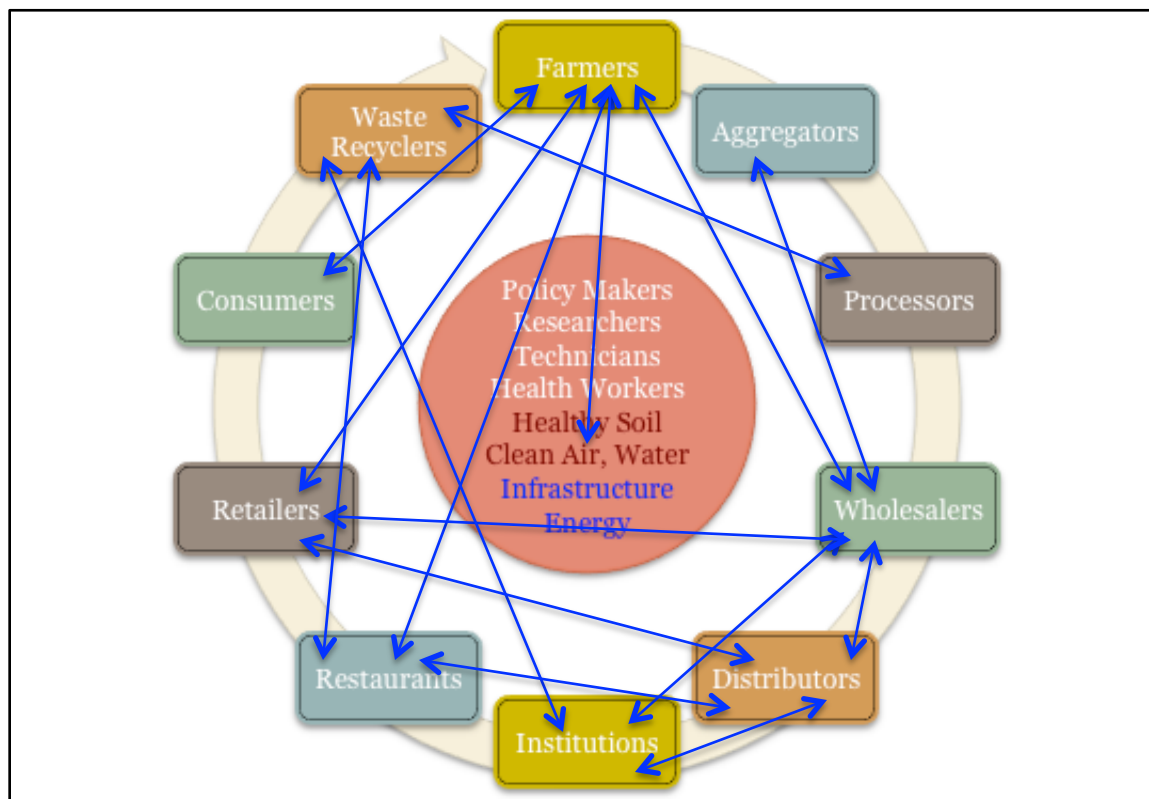 Farmers
Waste
Recyclers
Aggregators
Consumers
Policy Makers
Researchers
Technicians
Health Workers
Healthy Soil
Clean Air, Water
Infrastructure
Energy
Processors
Retailers
Wholesalers
Restaurants
Distributors
Institutions